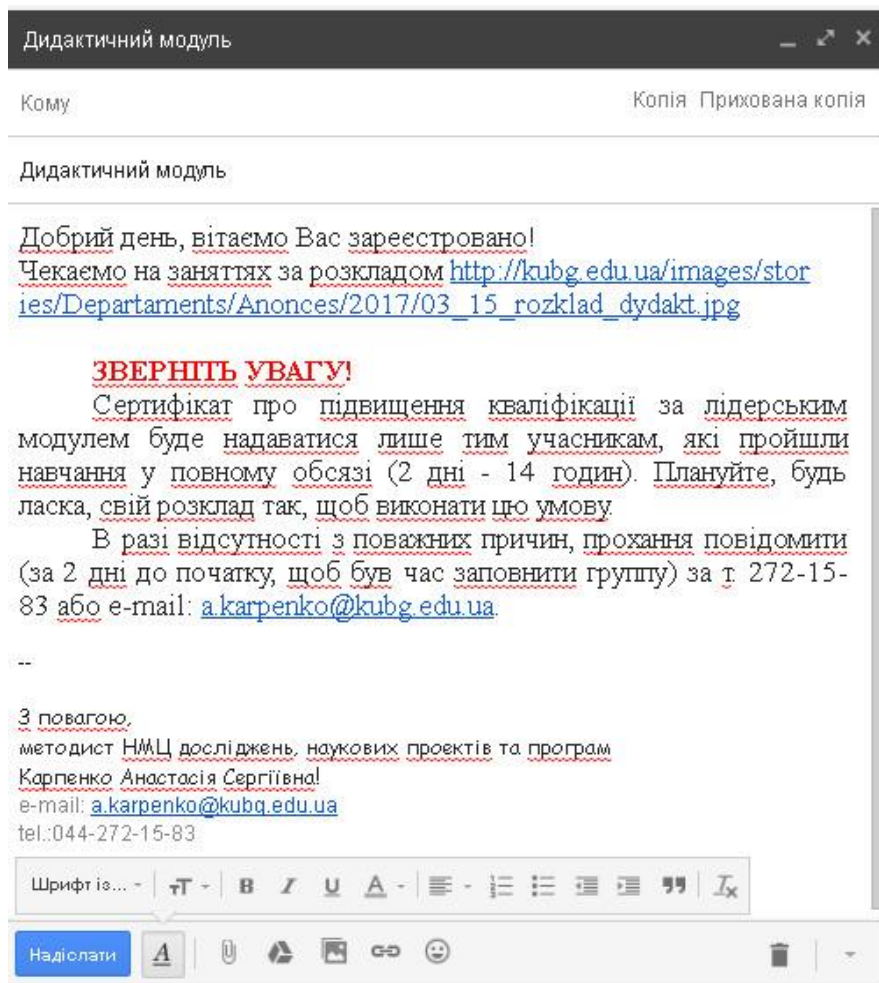 Дидактичний модуль
Кому Копія Прихована копія
Дидактичний модуль
Добрий день, вітаємо Вас зареєстровано!
Чекаємо на заняттях за розкладом http://kubg.edu.ua/images/stor
ies/Departaments/Anonces/2017/03_15_rozklad_dydakt.jpg
ЗВЕРНІТЬ УВАГУ!
Сертифікат про підвищення кваліфікації за лідерським
модулем буде надаватися лише тим учасникам, які пройшли
навчання у повному обсязі (2 дні - 14 годин). Плануйте, будь
ласка, свій розклад так, щоб виконати цю умову.
В разі відсутності з поважних причин, прохання повідомити
(за 2 дні до початку, щоб був час заповнити группу) за т. 272-15-
83 або e-mail: a.karpenko@kubg.edu.ua.
--
З повагою,
методист НМЦ досліджень, наукових проєктів та програм
Карпенко Анастасія Сергіївна!
e-mail: a.karpenko@kubg.edu.ua
tel.:044-272-15-83
Шрифт із...
Надіслати